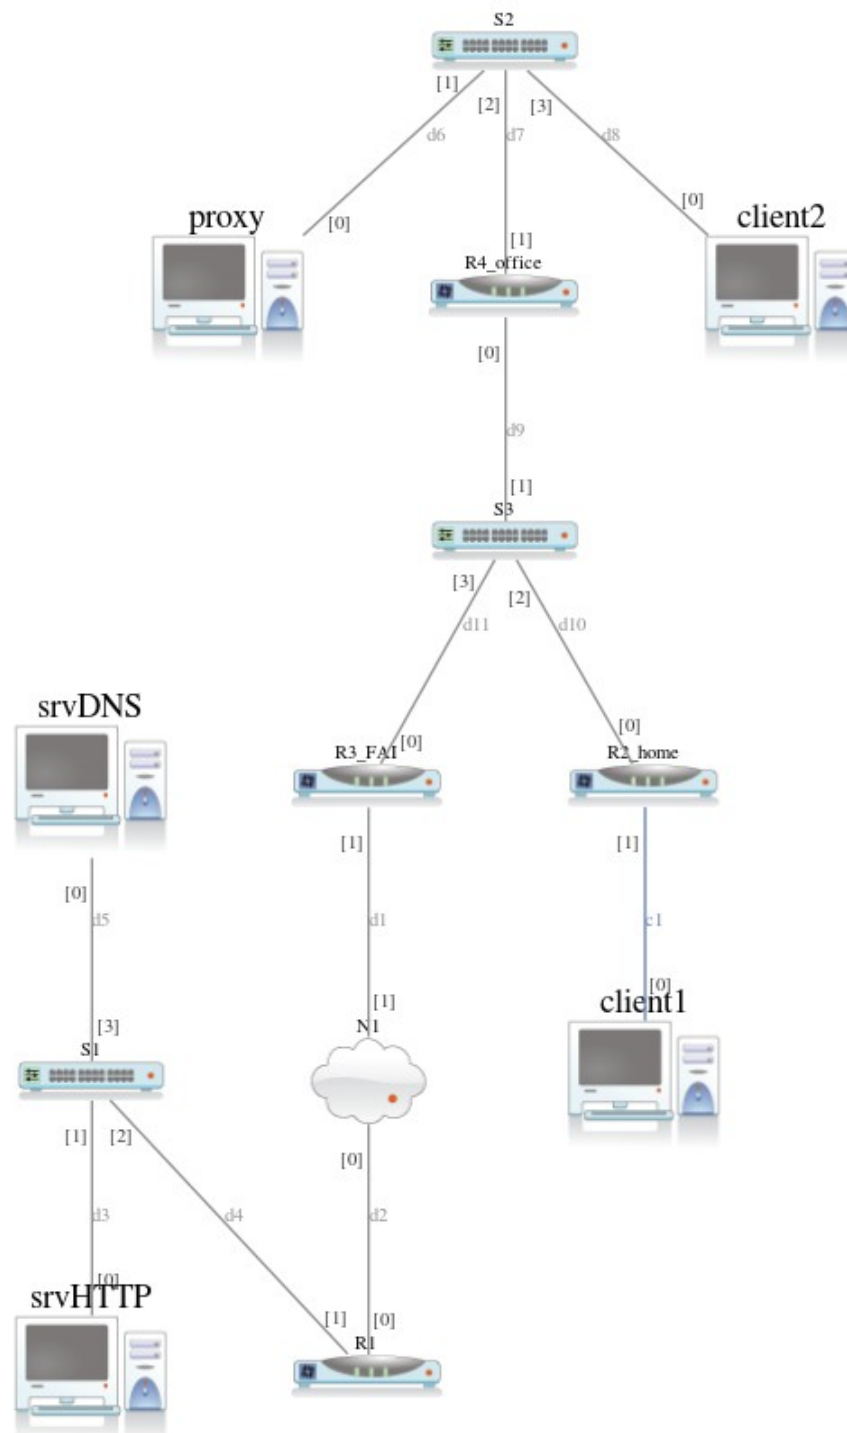 S2
[1]
[2]
[3]
d6
d7
d8
[0]
[0]
proxy
client2
[1]
R4_office
[0]
d9
[1]
S3
[3]
[2]
d11
d10
srvDNS
[0]
[0]
R3_FAI
R2_home
[1]
[1]
[0]
d5
d1
c1
[0]
[1]
client1
[3]
N1
S1
[1]
[2]
[0]
d3
d4
d2
[0]
srvHTTP
[1]
[0]
R1